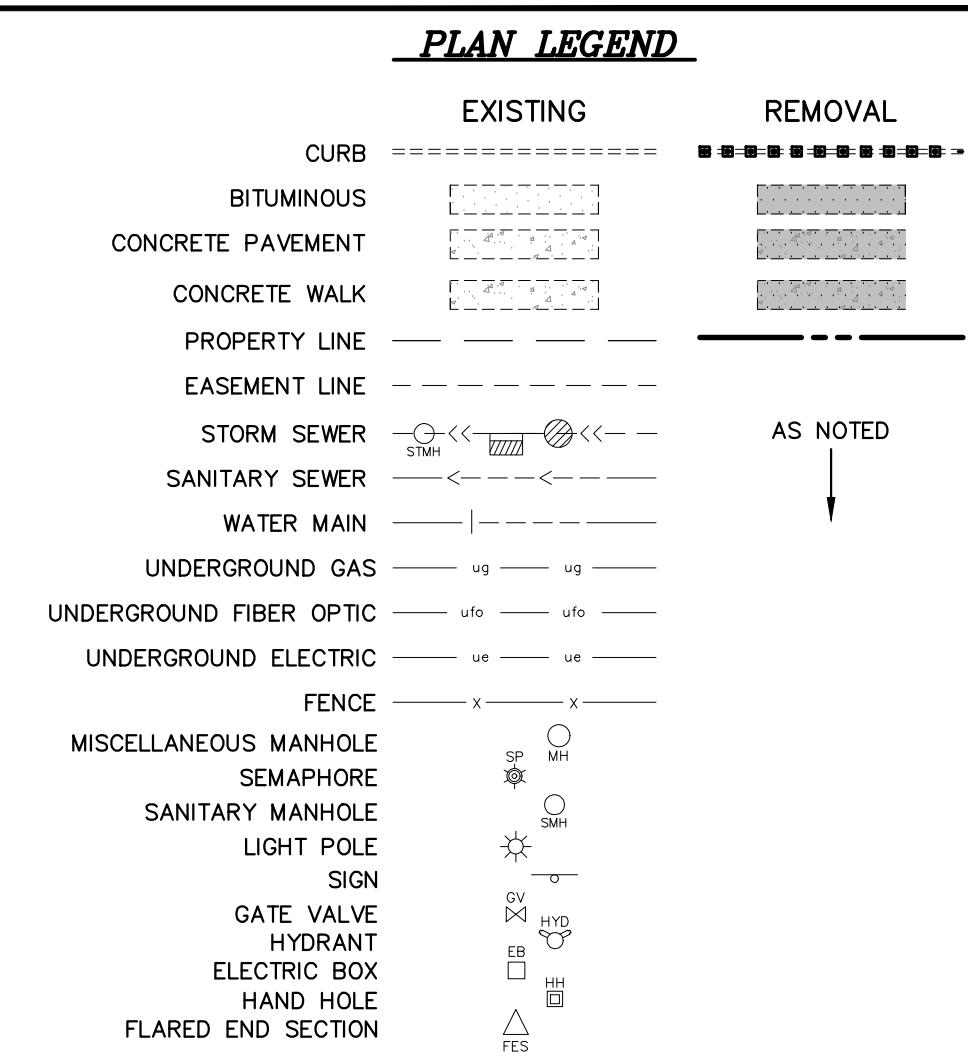 PLAN LEGEND
EXISTING REMOVAL
CURB
BITUMINOUS
CONCRETE PAVEMENT
CONCRETE WALK
PROPERTY LINE
EASEMENT LINE
STORM SEWER STMH AS NOTED
SANITARY SEWER
WATER MAIN
UNDERGROUND GAS ug ug
UNDERGROUND FIBER OPTIC ufo ufo
UNDERGROUND ELECTRIC ue ue
FENCE x x
MISCELLANEOUS MANHOLE MH
SEMAPHORE SP
SANITARY MANHOLE SMH
LIGHT POLE
SIGN
GATE VALVE GV
HYDRANT HYD
ELECTRIC BOX EB
HAND HOLE HH
FLARED END SECTION FES